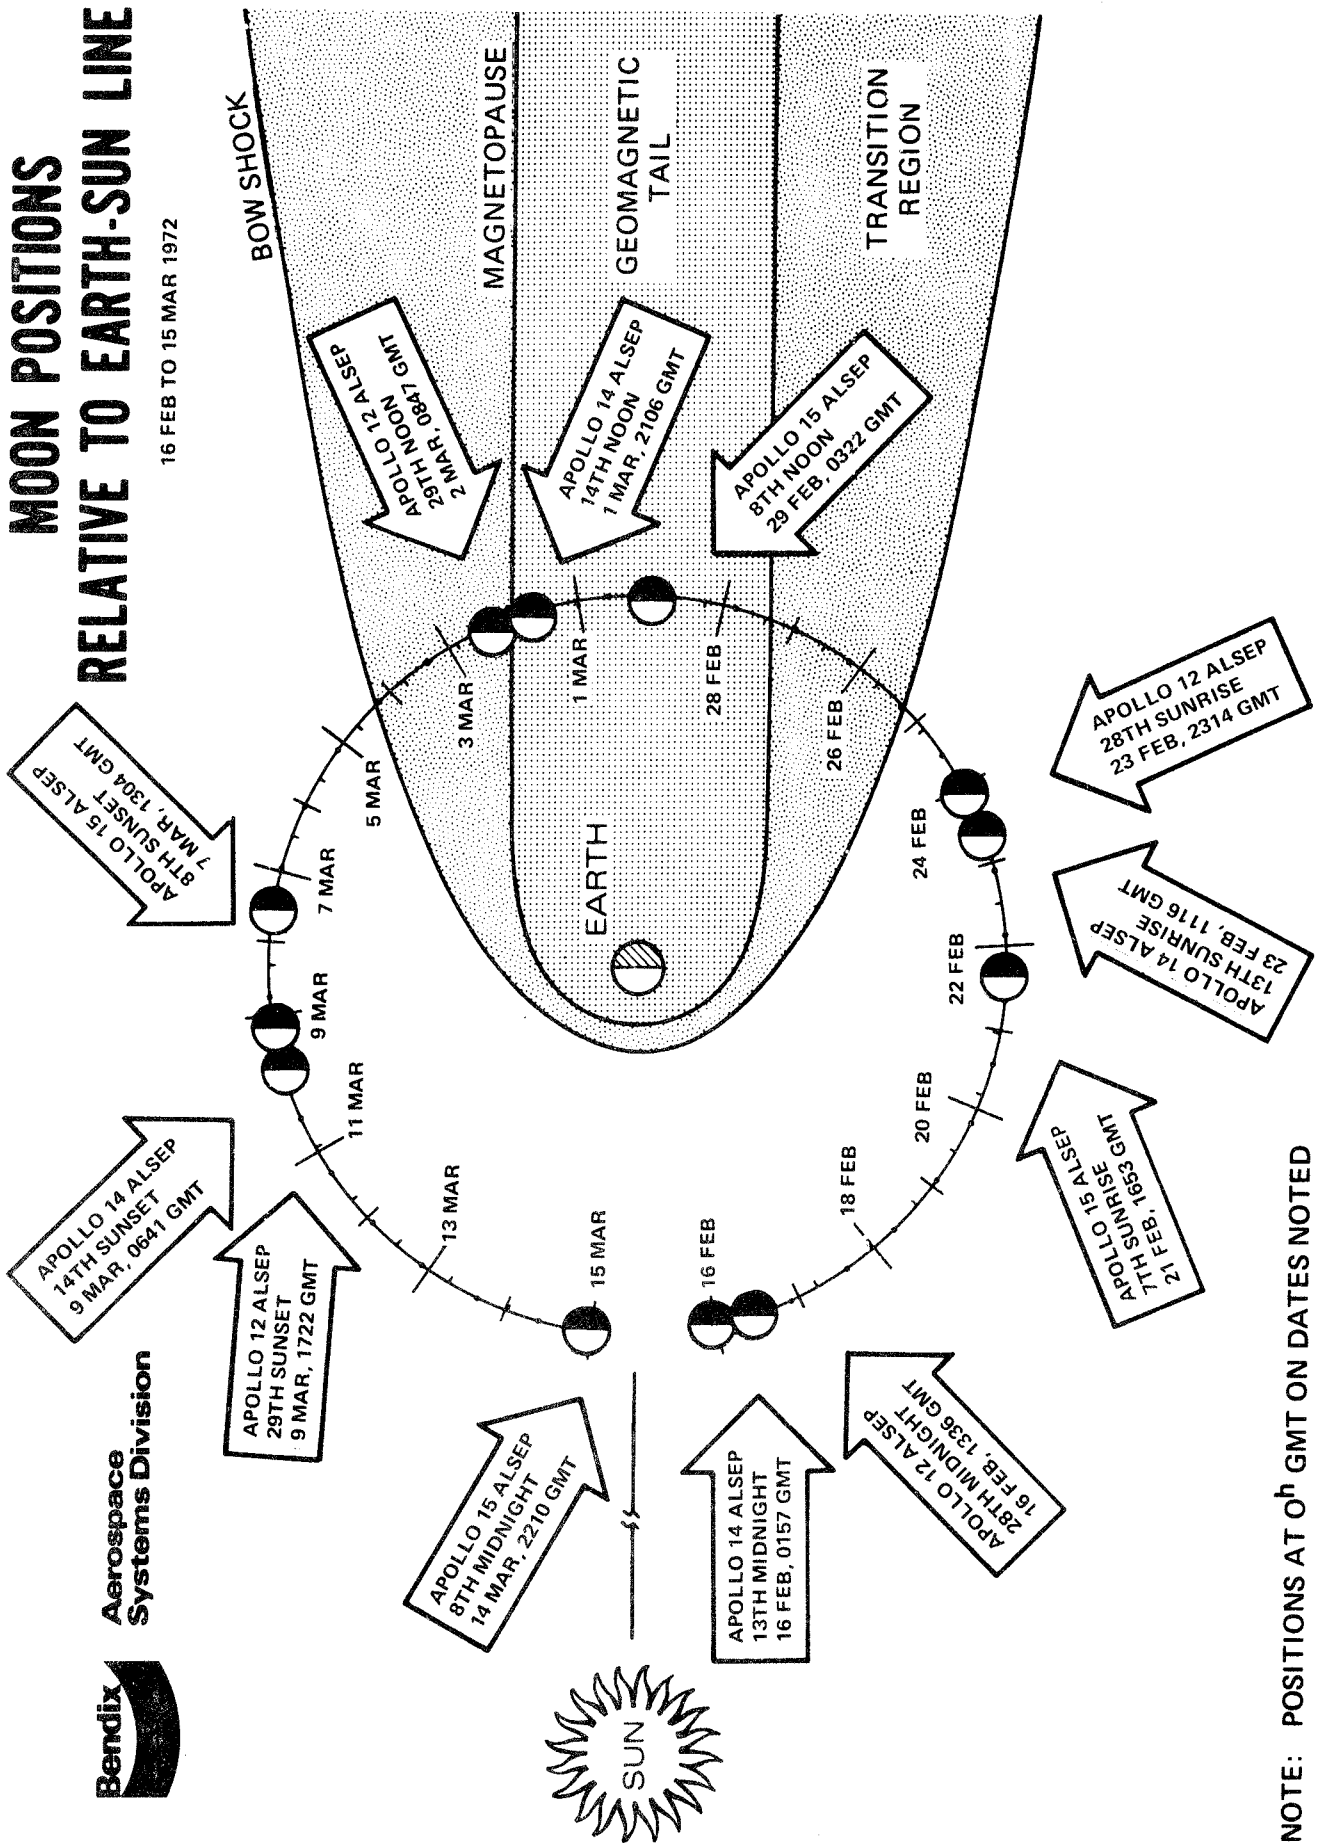 MOON POSITIONS
RELATIVE TO EARTH-SUN LINE
16 FEB TO 15 MAR 1972
Bendix
Aerospace
Systems Division
BOW SHOCK
MAGNETOPAUSE
GEOMAGNETIC
TAIL
TRANSITION
REGION
EARTH
SUN
APOLLO 15 ALSEP
8TH MIDNIGHT
14 MAR, 2210 GMT
APOLLO 14 ALSEP
13TH MIDNIGHT
16 FEB, 0157 GMT
APOLLO 12 ALSEP
28TH MIDNIGHT
16 FEB, 1336 GMT
APOLLO 15 ALSEP
7TH SUNRISE
21 FEB, 1653 GMT
APOLLO 14 ALSEP
13TH SUNRISE
23 FEB, 1116 GMT
APOLLO 12 ALSEP
28TH SUNRISE
23 FEB, 2314 GMT
APOLLO 15 ALSEP
8TH NOON
29 FEB, 0322 GMT
APOLLO 14 ALSEP
14TH NOON
1 MAR, 2106 GMT
APOLLO 12 ALSEP
29TH NOON
2 MAR, 0847 GMT
APOLLO 15 ALSEP
8TH SUNSET
7 MAR, 1304 GMT
APOLLO 14 ALSEP
14TH SUNSET
9 MAR, 0641 GMT
APOLLO 12 ALSEP
29TH SUNSET
9 MAR, 1722 GMT
16 FEB
18 FEB
20 FEB
22 FEB
24 FEB
26 FEB
28 FEB
1 MAR
3 MAR
5 MAR
7 MAR
9 MAR
11 MAR
13 MAR
15 MAR
NOTE: POSITIONS AT 0h GMT ON DATES NOTED